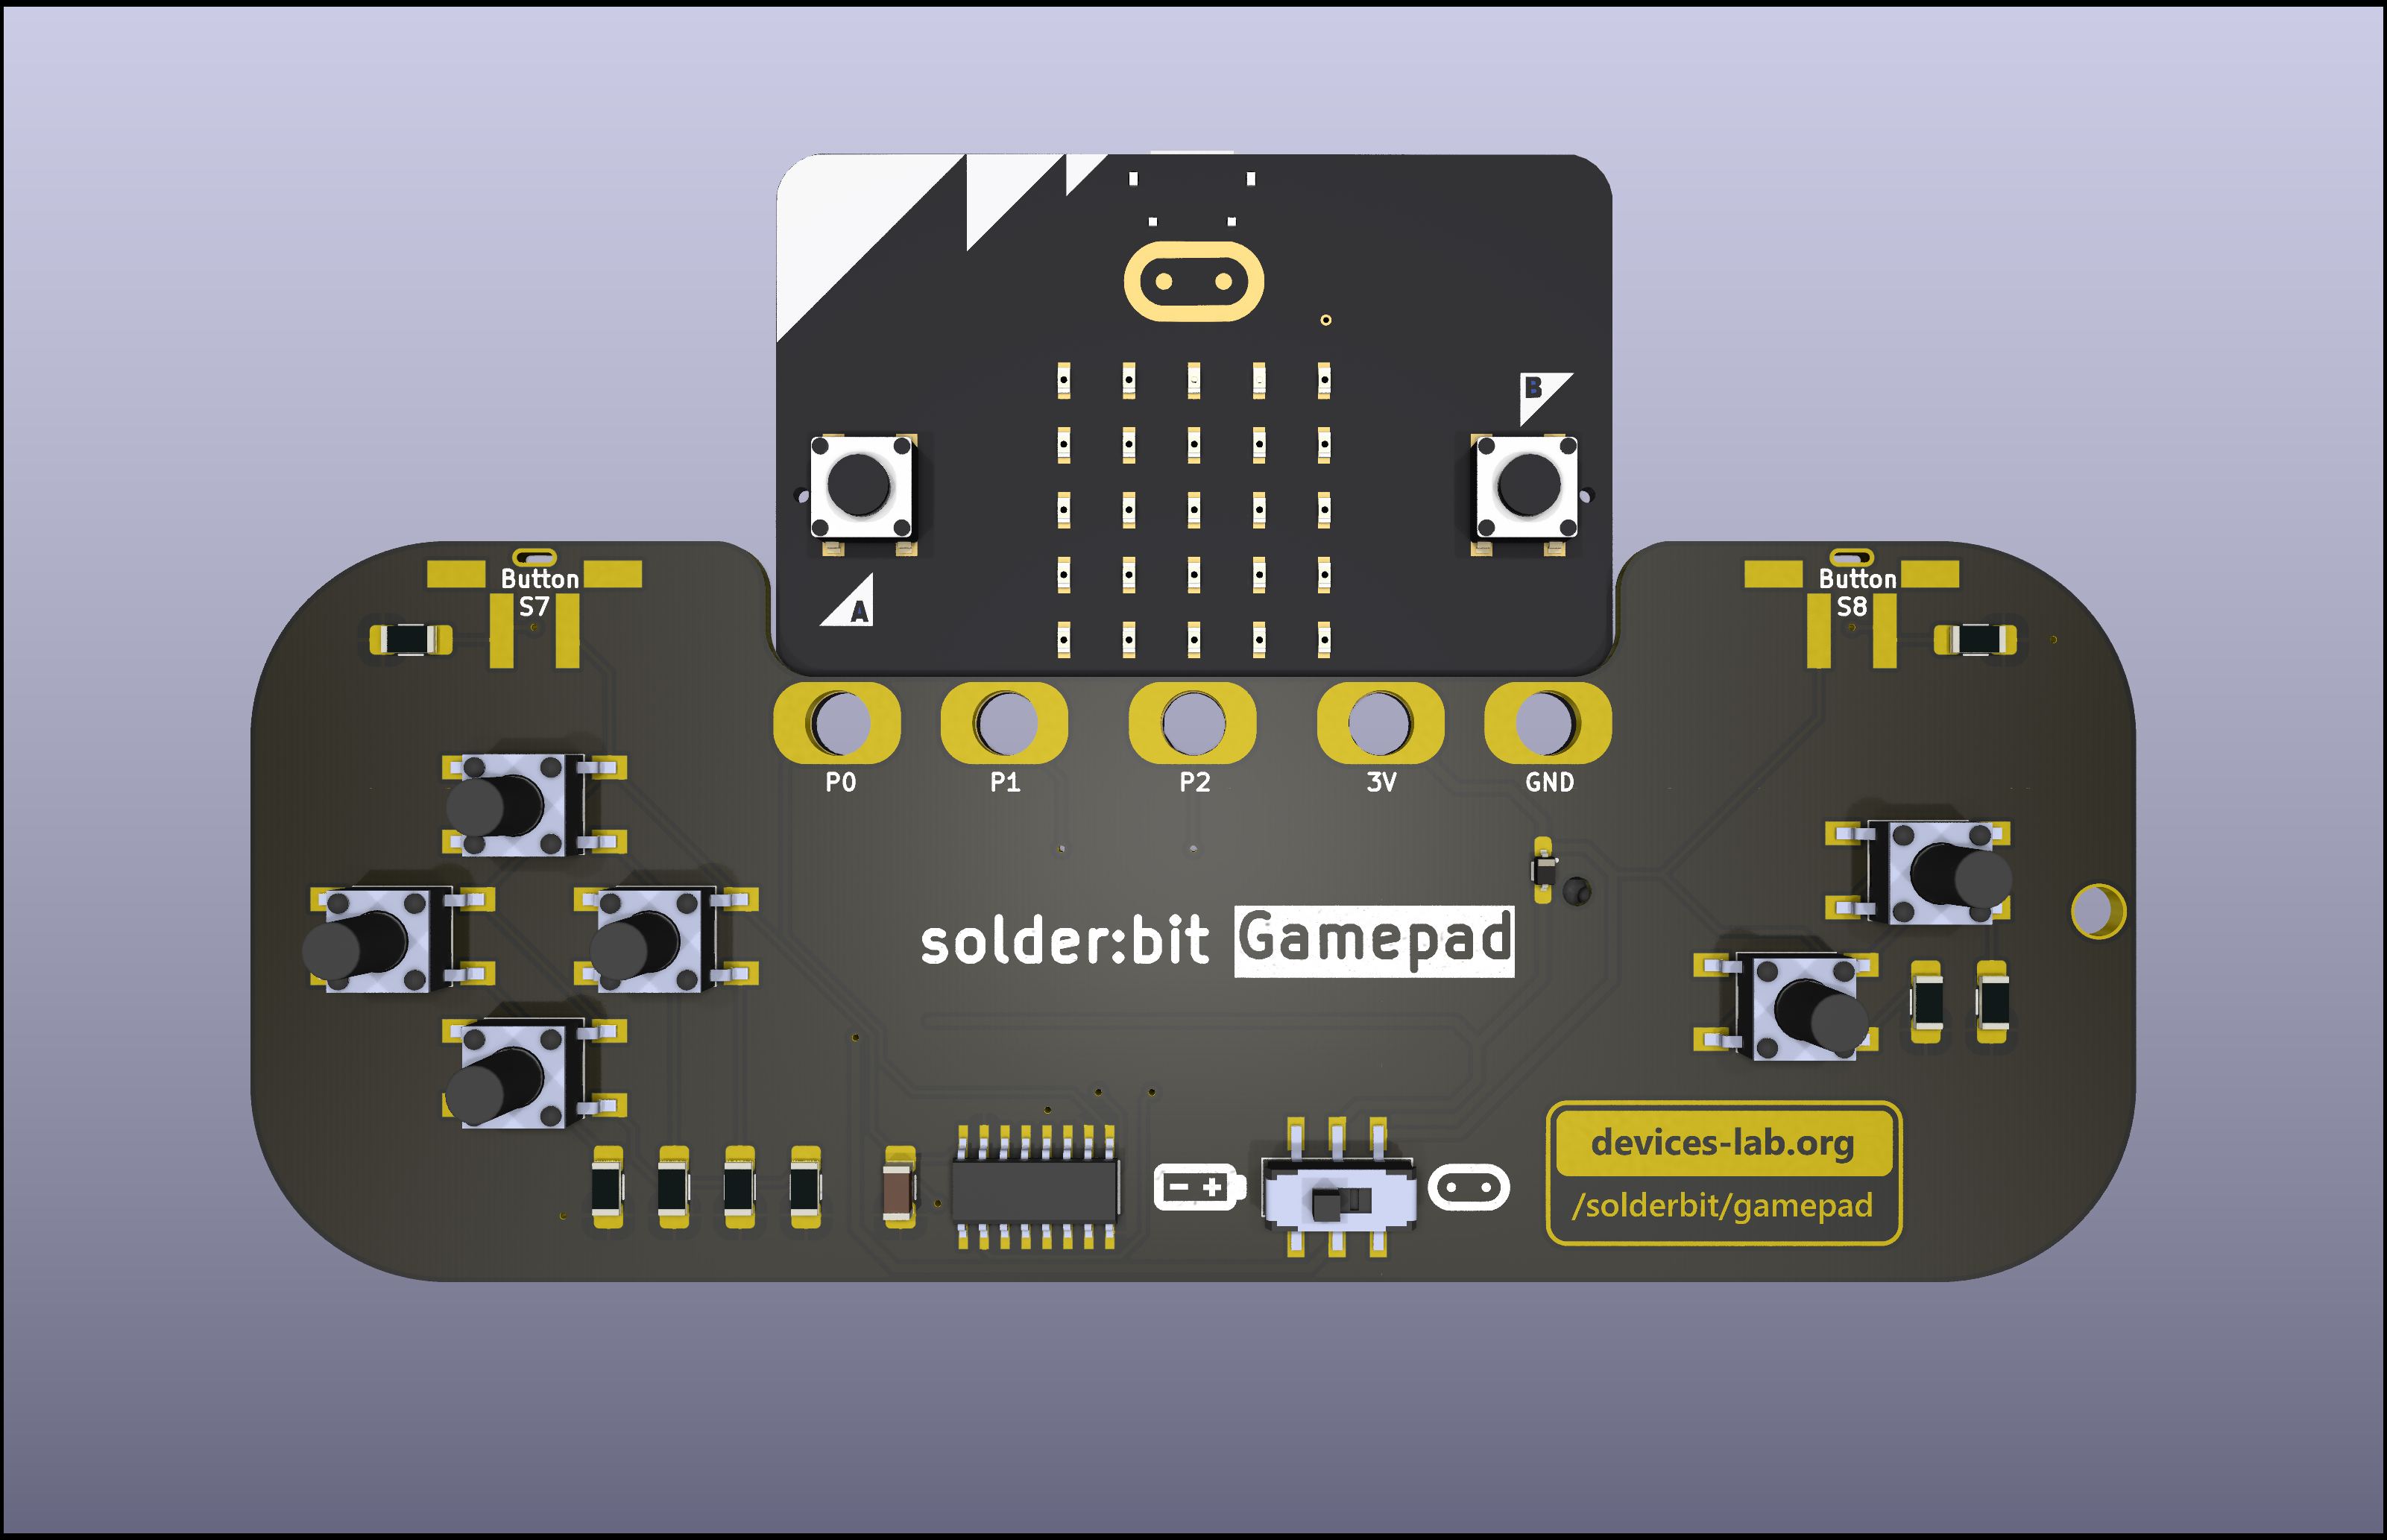 B
A
Button
S7
Button
S8
P0 P1 P2 3V GND
solder:bit Gamepad
- +
devices-lab.org
/solderbit/gamepad